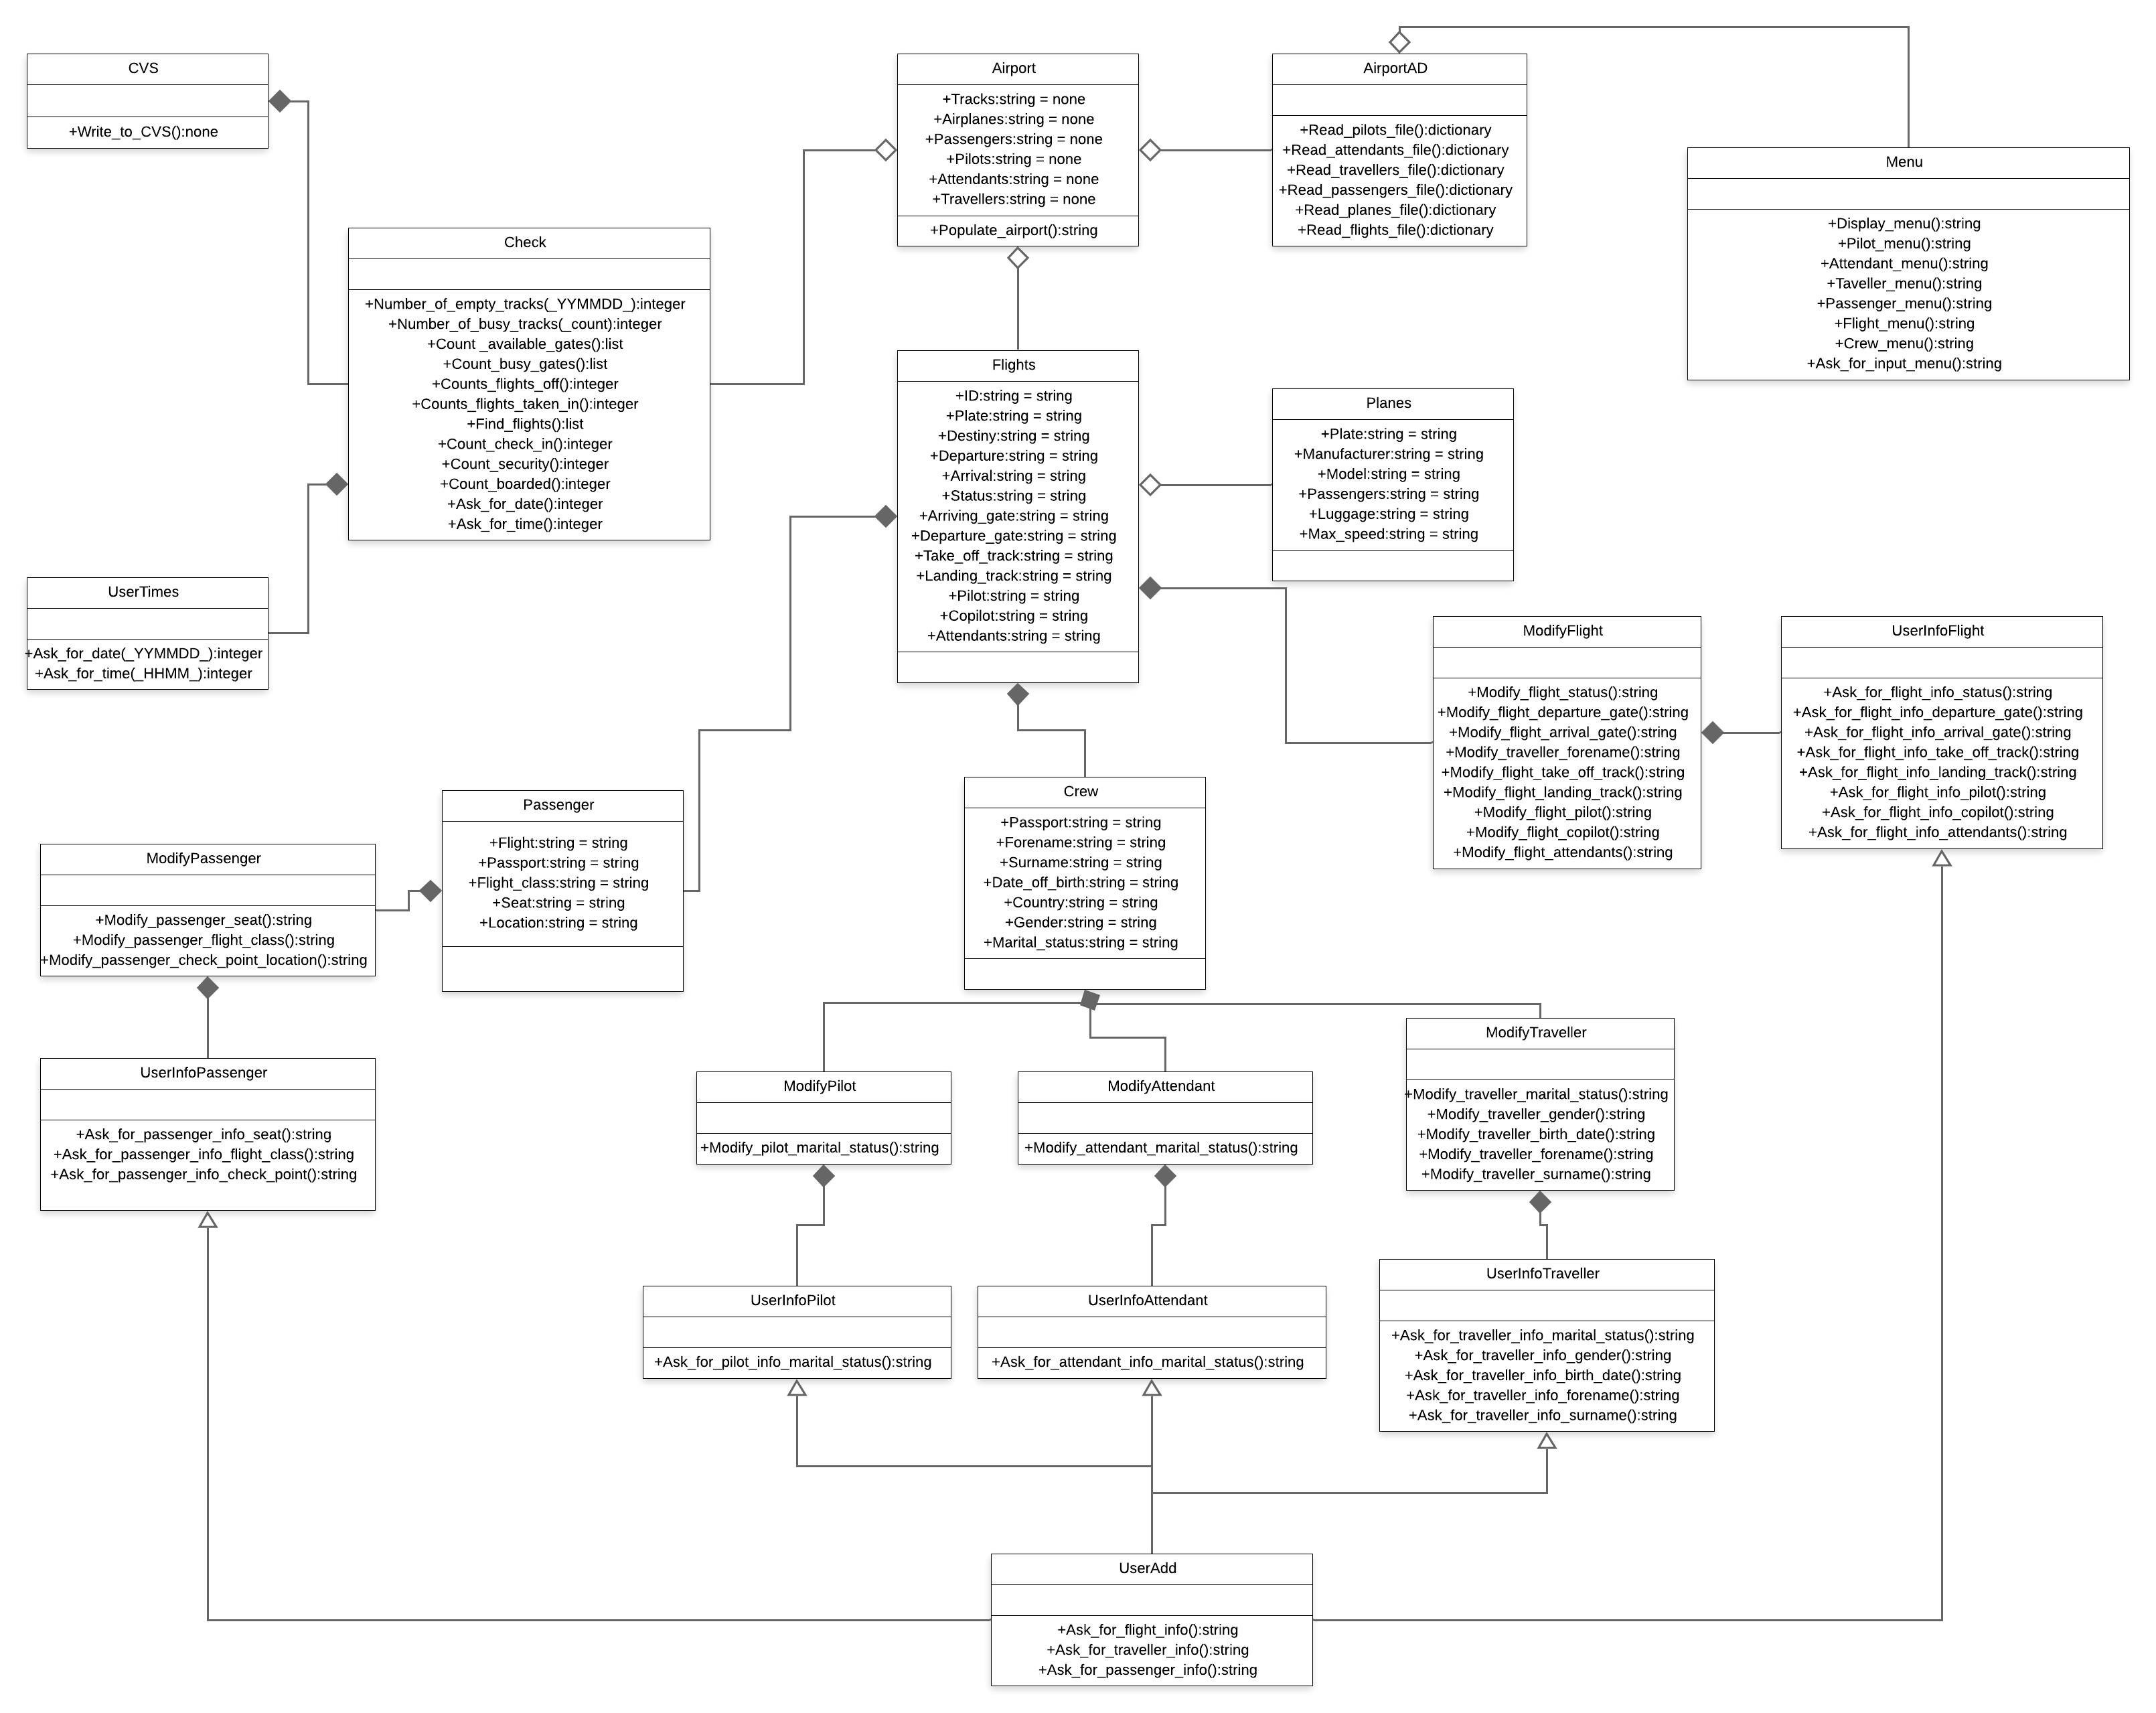 CVS
+Write_to_CVS():none
Airport
+Tracks:string = none
+Airplanes:string = none
+Passengers:string = none
+Pilots:string = none
+Attendants:string = none
+Travellers:string = none
+Populate_airport():string
AirportAD
+Read_pilots_file():dictionary
+Read_attendants_file():dictionary
+Read_travellers_file():dictionary
+Read_passengers_file():dictionary
+Read_planes_file():dictionary
+Read_flights_file():dictionary
Menu
+Display_menu():string
+Pilot_menu():string
+Attendant_menu():string
+Taveller_menu():string
+Passenger_menu():string
+Flight_menu():string
+Crew_menu():string
+Ask_for_input_menu():string
Check
+Number_of_empty_tracks(_YYMMDD_):integer
+Number_of_busy_tracks(_count):integer
+Count _available_gates():list
+Count_busy_gates():list
+Counts_flights_off():integer
+Counts_flights_taken_in():integer
+Find_flights():list
+Count_check_in():integer
+Count_security():integer
+Count_boarded():integer
+Ask_for_date():integer
+Ask_for_time():integer
Flights
+ID:string = string
+Plate:string = string
+Destiny:string = string
+Departure:string = string
+Arrival:string = string
+Status:string = string
+Arriving_gate:string = string
+Departure_gate:string = string
+Take_off_track:string = string
+Landing_track:string = string
+Pilot:string = string
+Copilot:string = string
+Attendants:string = string
Planes
+Plate:string = string
+Manufacturer:string = string
+Model:string = string
+Passengers:string = string
+Luggage:string = string
+Max_speed:string = string
UserTimes
+Ask_for_date(_YYMMDD_):integer
+Ask_for_time(_HHMM_):integer
ModifyFlight
+Modify_flight_status():string
+Modify_flight_departure_gate():string
+Modify_flight_arrival_gate():string
+Modify_traveller_forename():string
+Modify_flight_take_off_track():string
+Modify_flight_landing_track():string
+Modify_flight_pilot():string
+Modify_flight_copilot():string
+Modify_flight_attendants():string
UserInfoFlight
+Ask_for_flight_info_status():string
+Ask_for_flight_info_departure_gate():string
+Ask_for_flight_info_arrival_gate():string
+Ask_for_flight_info_take_off_track():string
+Ask_for_flight_info_landing_track():string
+Ask_for_flight_info_pilot():string
+Ask_for_flight_info_copilot():string
+Ask_for_flight_info_attendants():string
Passenger
+Flight:string = string
+Passport:string = string
+Flight_class:string = string
+Seat:string = string
+Location:string = string
Crew
+Passport:string = string
+Forename:string = string
+Surname:string = string
+Date_off_birth:string = string
+Country:string = string
+Gender:string = string
+Marital_status:string = string
ModifyPassenger
+Modify_passenger_seat():string
+Modify_passenger_flight_class():string
+Modify_passenger_check_point_location():string
UserInfoPassenger
+Ask_for_passenger_info_seat():string
+Ask_for_passenger_info_flight_class():string
+Ask_for_passenger_info_check_point():string
ModifyPilot
+Modify_pilot_marital_status():string
ModifyAttendant
+Modify_attendant_marital_status():string
ModifyTraveller
+Modify_traveller_marital_status():string
+Modify_traveller_gender():string
+Modify_traveller_birth_date():string
+Modify_traveller_forename():string
+Modify_traveller_surname():string
UserInfoPilot
+Ask_for_pilot_info_marital_status():string
UserInfoAttendant
+Ask_for_attendant_info_marital_status():string
UserInfoTraveller
+Ask_for_traveller_info_marital_status():string
+Ask_for_traveller_info_gender():string
+Ask_for_traveller_info_birth_date():string
+Ask_for_traveller_info_forename():string
+Ask_for_traveller_info_surname():string
UserAdd
+Ask_for_flight_info():string
+Ask_for_traveller_info():string
+Ask_for_passenger_info():string